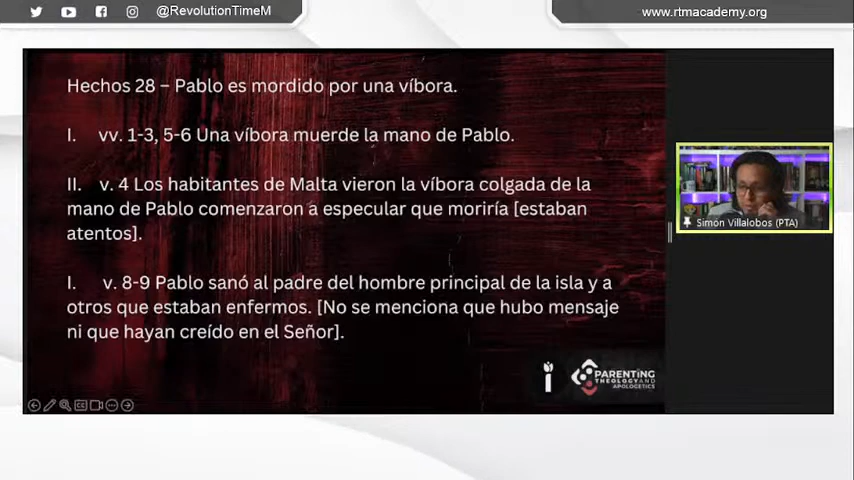 @RevolutionTimeM
www.rtmacademy.org
Hechos 28 – Pablo es mordido por una víbora.
I. vv. 1-3, 5-6 Una víbora muerde la mano de Pablo.
II. v. 4 Los habitantes de Malta vieron la víbora colgada de la
mano de Pablo comenzaron a especular que moriría [estaban
atentos].
I. v. 8-9 Pablo sanó al padre del hombre principal de la isla y a
otros que estaban enfermos. [No se menciona que hubo mensaje
ni que hayan creído en el Señor].
Simón Villalobos (PTA)
PARENTING
THEOLOGY AND
APOLOGETICS